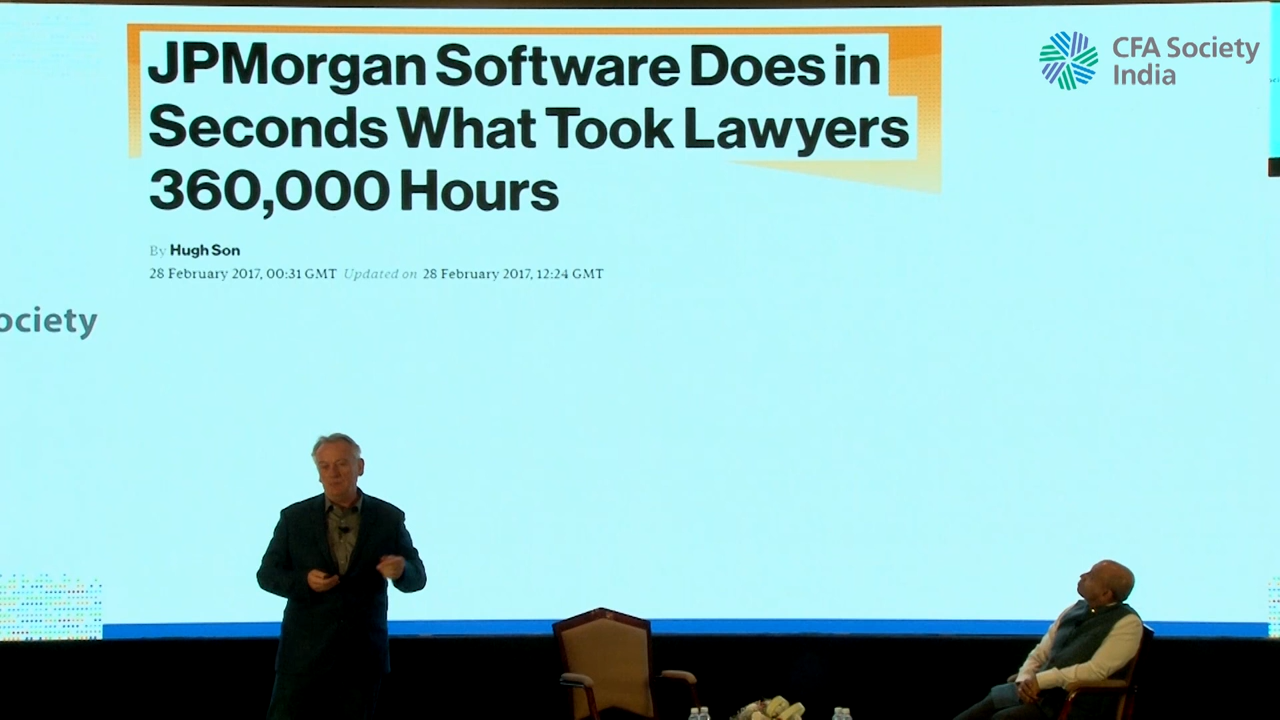 JPMorgan Software Does in
Seconds What Took Lawyers
360,000 Hours
By Hugh Son
28 February 2017, 00:31 GMT Updated on 28 February 2017, 12:24 GMT
CFA Society
India
ociety